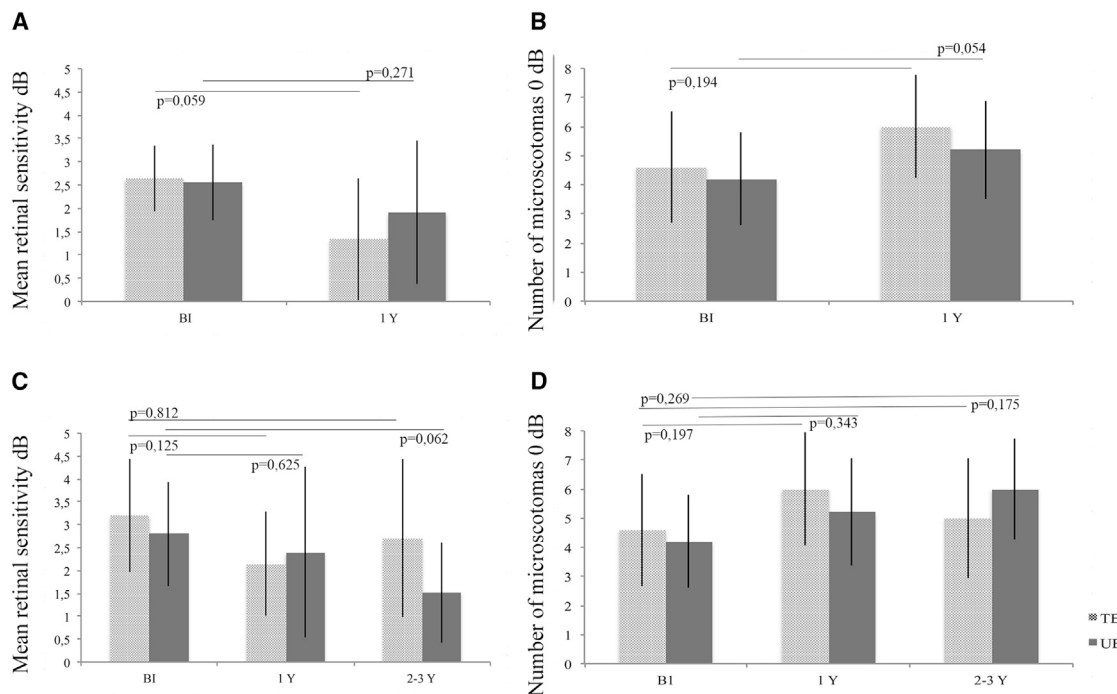 A
Mean retinal sensitivity dB
5
4,5
4
3,5
3
2,5
2
1,5
1
0,5
0
p=0,271
p=0,059
BI
1 Y
B
Number of microscotomas 0 dB
8
7
6
5
4
3
2
1
0
p=0,054
p=0,194
BI
1 Y
C
Mean retinal sensitivity dB
5
4,5
4
3,5
3
2,5
2
1,5
1
0,5
0
p=0,812
p=0,125
p=0,062
p=0,625
BI
1 Y
2-3 Y
D
Number of microscotomas 0 dB
8
7
6
5
4
3
2
1
0
p=0,269
p=0,175
p=0,343
p=0,197
B1
1 Y
2-3 Y